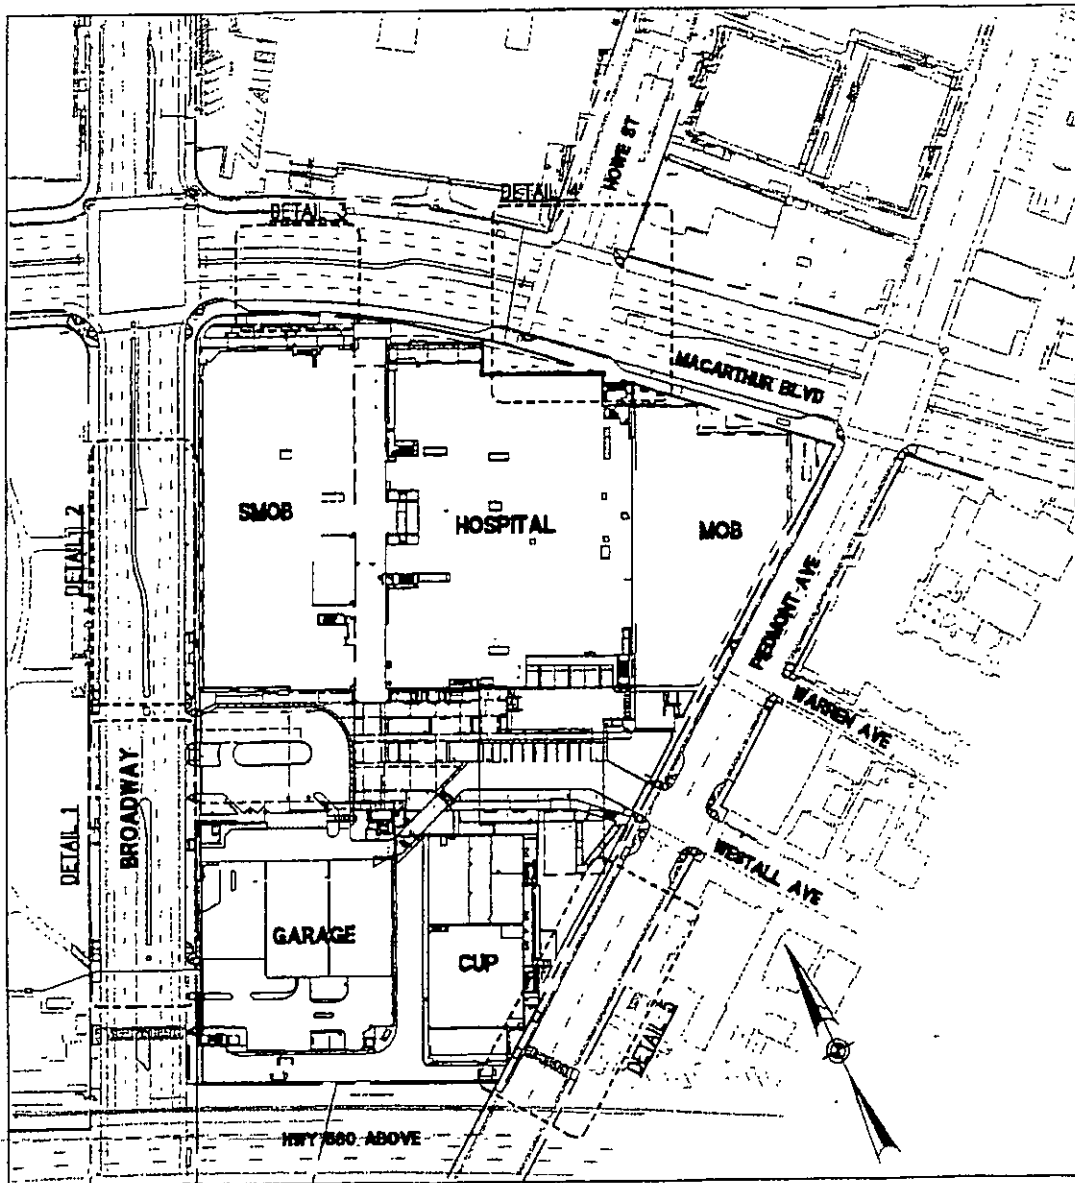 HOWE ST
DETAIL 4
DETAIL 3
MACARTHUR BLVD
SMOB
HOSPITAL
MOB
DETAIL 2
PIEDMONT AVE
WARREN AVE
BROADWAY
DETAIL 1
WESTALL AVE
GARAGE
CUP
DETAIL
HWY 580 ABOVE